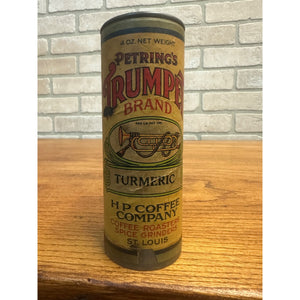 4 OZ. NET WEIGHT
PETRING'S
TRUMPET
BRAND
TURMERIC
H.P. COFFEE
COMPANY
COFFEE ROASTERS
SPICE GRINDERS
ST. LOUIS